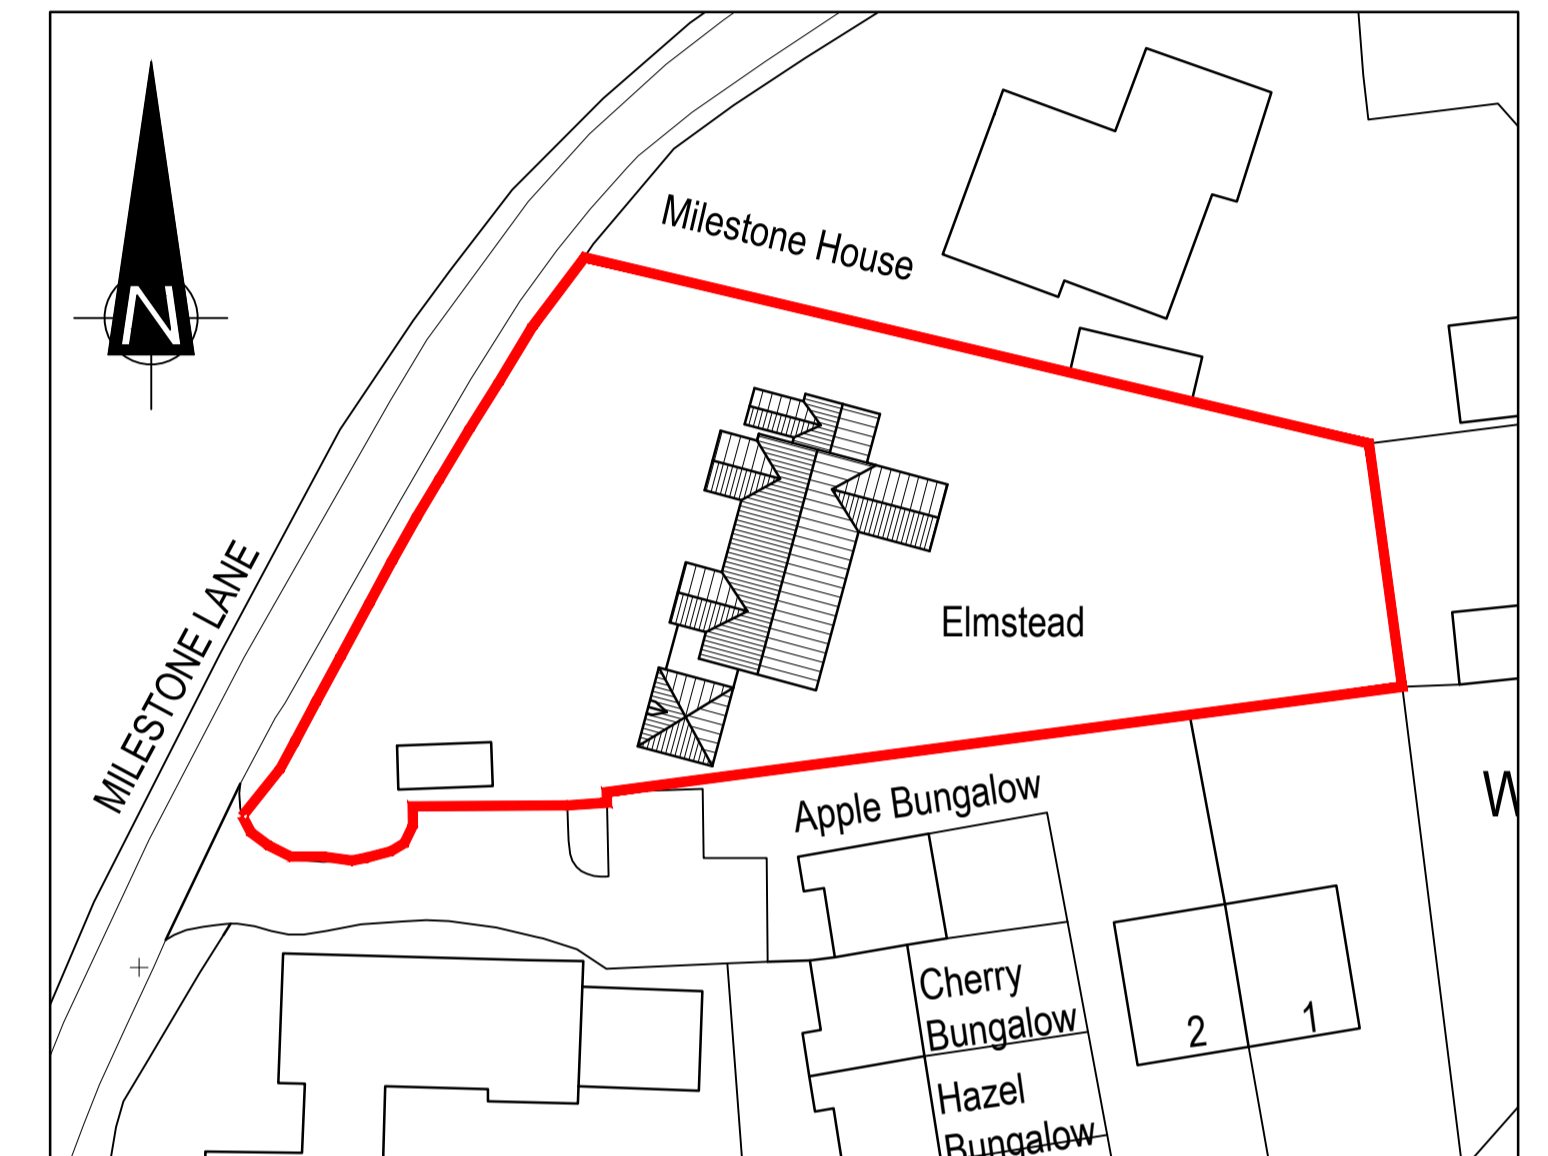 N
Milestone House
MILESTONE LANE
Elmstead
Apple Bungalow
W
Cherry
Bungalow
2
1
Hazel
Bungalow